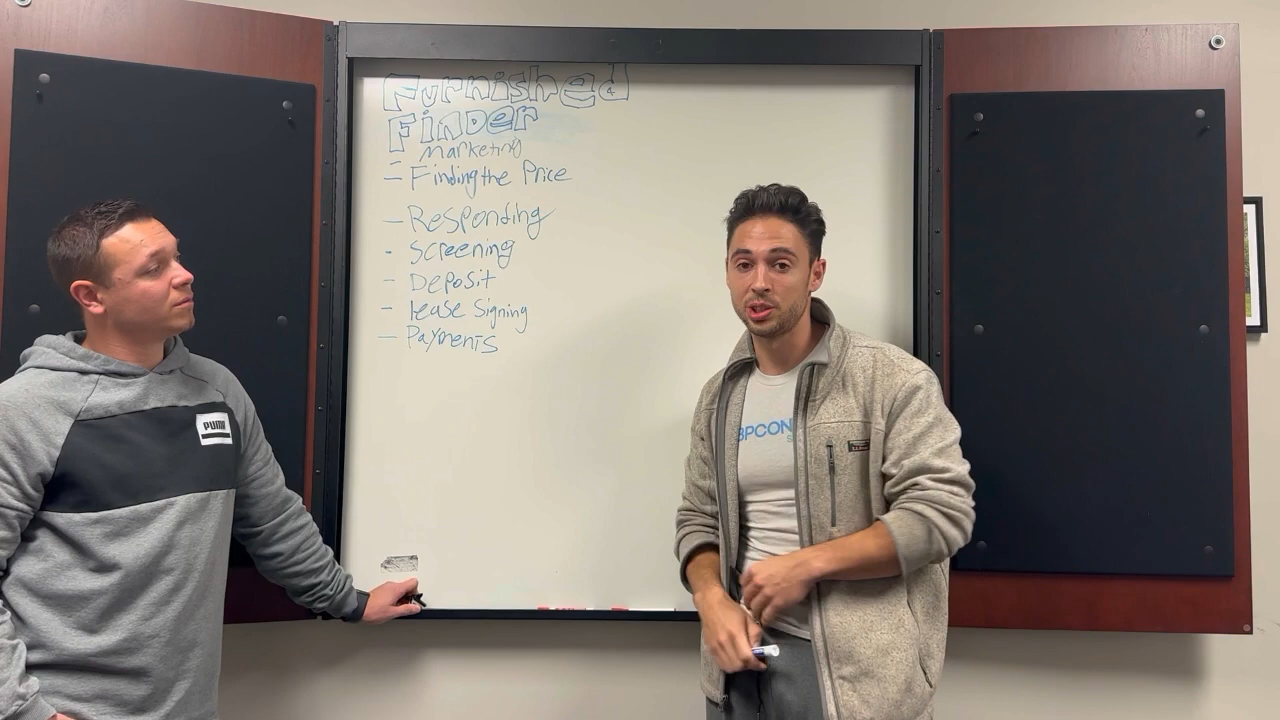 Furnished
Finder
Marketing
- Finding the Price
- Responding
- Screening
- Deposit
- Lease Signing
- Payments
PUMA
BPCON